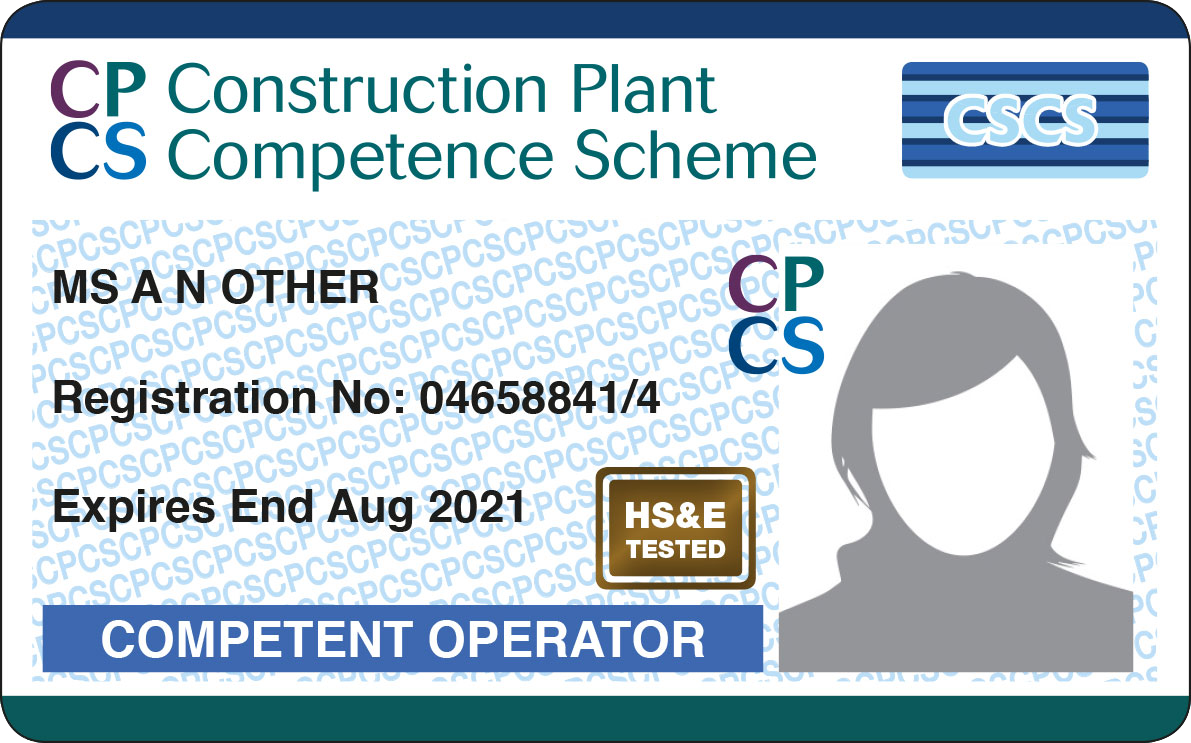 CP Construction Plant
CS Competence Scheme
CSCS
MS A N OTHER
CP
CS
Registration No: 04658841/4
Expires End Aug 2021
HS&E
TESTED
COMPETENT OPERATOR